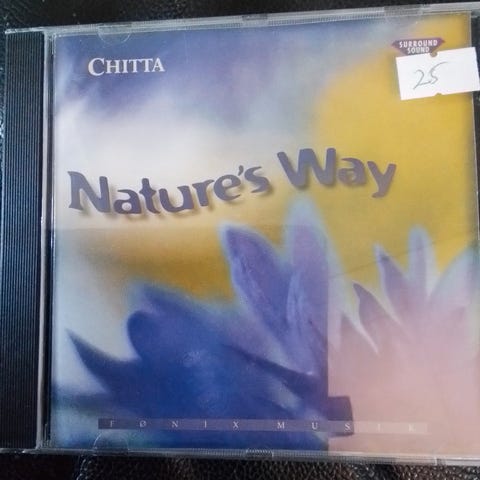 CHITTA
SURROUND
SOUND
25
Nature's Way
FØNIX MUSIK